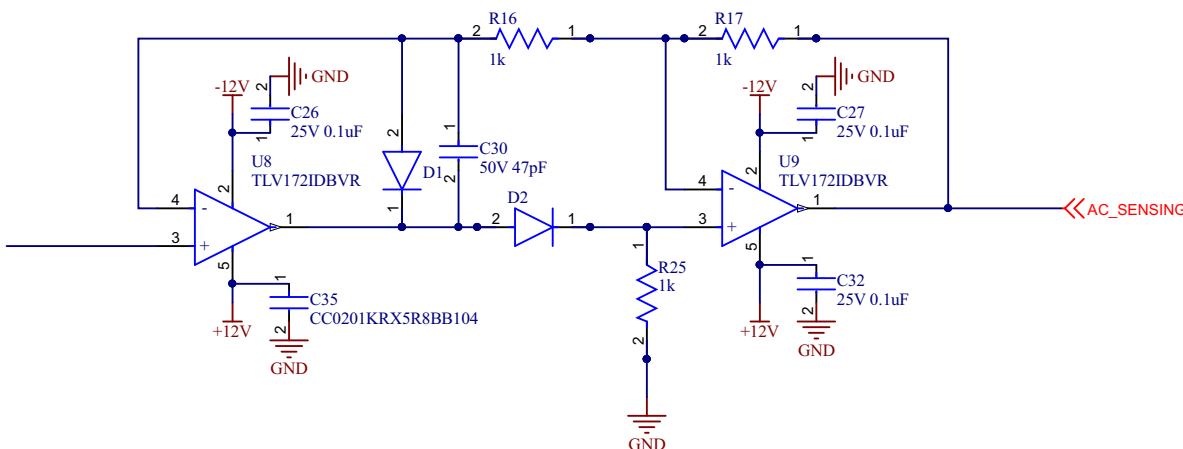 R16
R17
2
1
2
1
1k
1k
2
GND
2
GND
-12V
-12V
C26
25V 0.1uF
C27
25V 0.1uF
1
1
2
1
C30
50V 47pF
U8
TLV172IDBVR
D1
2
U9
TLV172IDBVR
2
2
4
-
1
1
D2
4
-
1
AC_SENSING
3
+
2
1
3
+
5
1
1
R25
1k
5
1
C35
CC0201KRX5R8BB104
C32
25V 0.1uF
+12V
2
GND
2
+12V
2
GND
GND